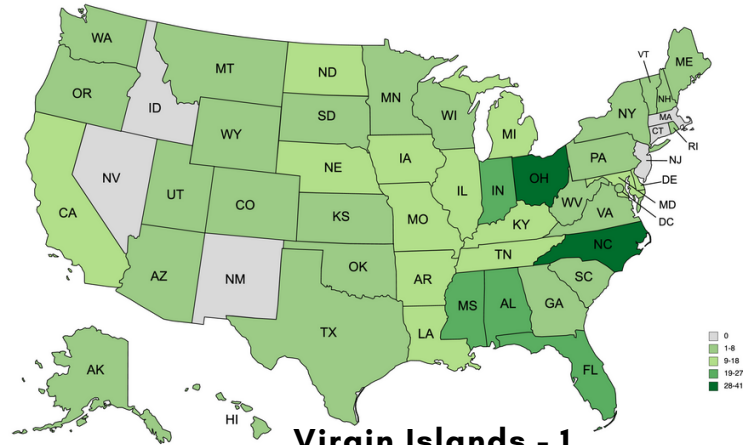 WA
MT
ND
MN
VT
ME
OR
ID
SD
WI
NH
NY
MA
WY
MI
CT
RI
IA
PA
NJ
NE
NV
OH
DE
IL
IN
UT
CO
WV
MD
CA
KS
MO
VA
DC
KY
NC
TN
AZ
NM
OK
AR
SC
MS
AL
GA
TX
LA
0
1-8
9-18
AK
FL
19-27
28-41
HI
Virgin Islands - 1